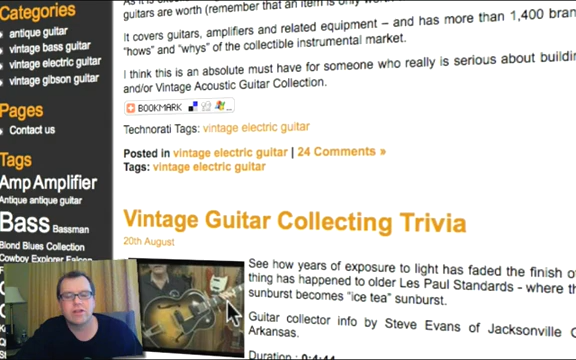 Categories
antique guitar
vintage bass guitar
vintage electric guitar
vintage gibson guitar
Pages
Contact us
Tags
Amp Amplifier
Antique antique guitar
Bass Bassman
Blond Blues Collection
Cowboy Explorer Falcon
guitars are worth (remember that an item is only
It covers guitars, amplifiers and related equipment – and has more than 1,400
"hows" and "whys" of the collectible instrumental market.
I think this is an absolute must have for someone who really is serious about
and/or Vintage Acoustic Guitar Collection.
BOOKMARK
Technorati Tags: vintage electric guitar
Posted in vintage electric guitar | 24 Comments »
Tags: vintage electric guitar
Vintage Guitar Collecting Trivia
20th August
See how years of exposure to light has faded the finish of
thing has happened to older Les Paul Standards - where
sunburst becomes "ice tea" sunburst.
Guitar collector info by Steve Evans of Jacksonville
Arkansas.
Duration : 0:4:44